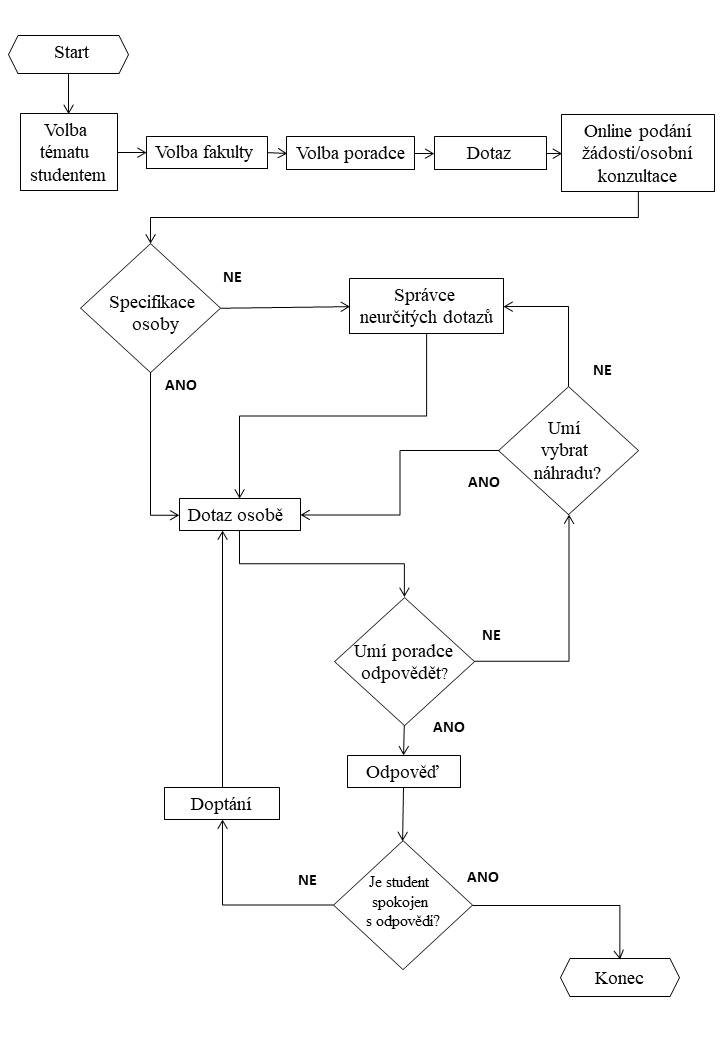 Start
Volba
tématu
studentem
Volba fakulty
Volba poradce
Dotaz
Online podání
žádosti/osobní
konzultace
Specifikace
osoby
NE
Správce
neurčitých dotazů
ANO
NE
Umí
vybrat
náhradu?
ANO
Dotaz osobě
Umí poradce
odpovědět?
NE
ANO
Odpověď
Doptání
NE
Je student
spokojen
s odpovědí?
ANO
Konec